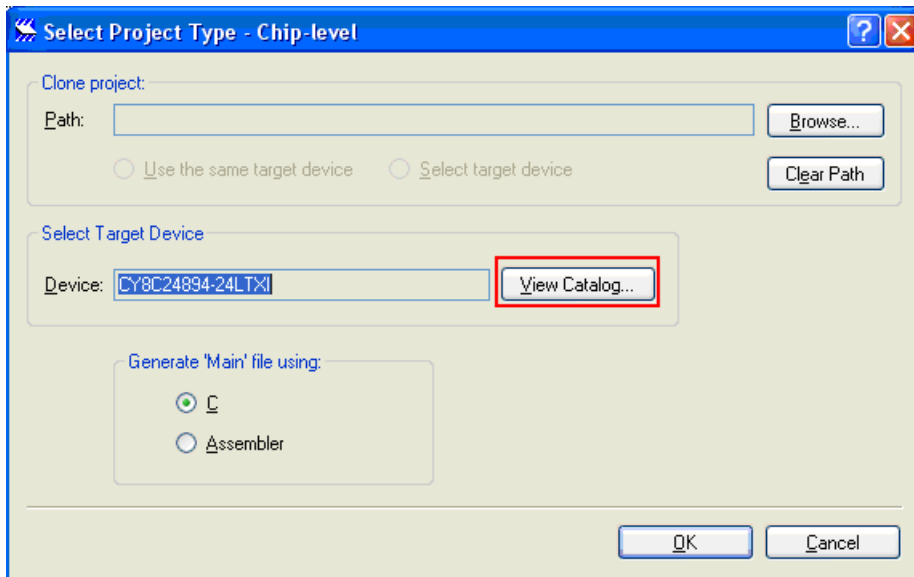 Select Project Type - Chip-level
Clone project:
Path:
Browse...
Use the same target device
Select target device
Clear Path
Select Target Device
Device: CY8C24894-24LTXI
View Catalog...
Generate 'Main' file using:
C
Assembler
OK
Cancel